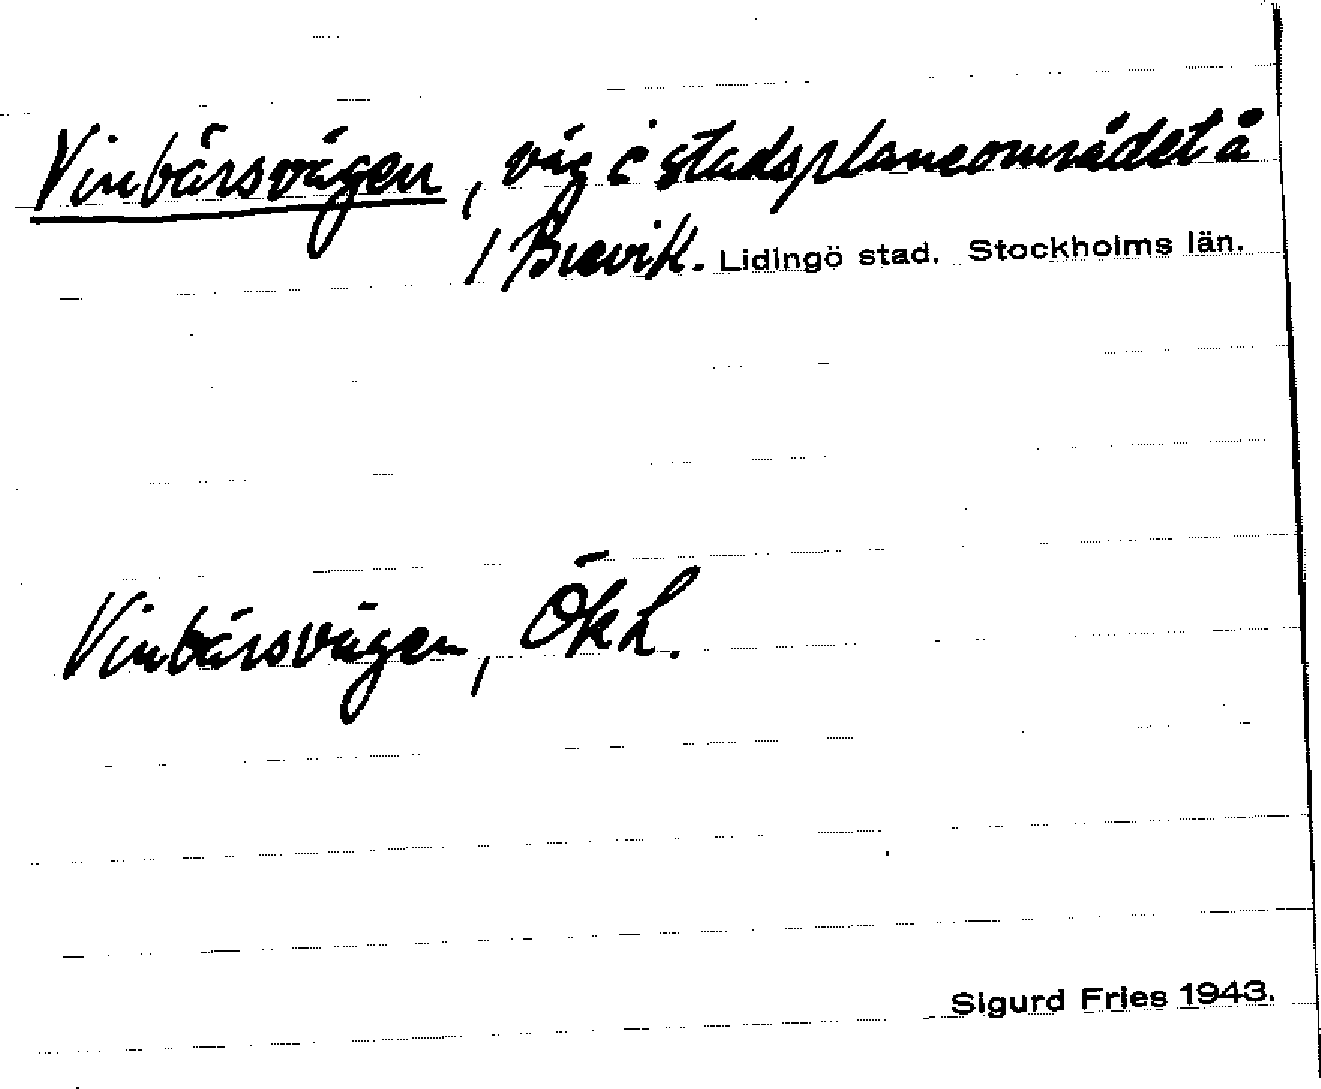 Vinbärsvägen, väg i stadsplaneområdet å
/ Brevik. Lidingö stad. Stockholms län.
Vinbärsvägen, ÖkL.
Sigurd Fries 1943.